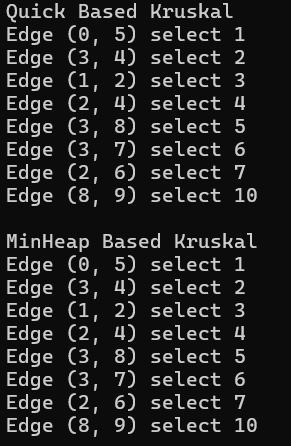 Quick Based Kruskal
Edge (0, 5) select 1
Edge (3, 4) select 2
Edge (1, 2) select 3
Edge (2, 4) select 4
Edge (3, 8) select 5
Edge (3, 7) select 6
Edge (2, 6) select 7
Edge (8, 9) select 10

MinHeap Based Kruskal
Edge (0, 5) select 1
Edge (3, 4) select 2
Edge (1, 2) select 3
Edge (2, 4) select 4
Edge (3, 8) select 5
Edge (3, 7) select 6
Edge (2, 6) select 7
Edge (8, 9) select 10